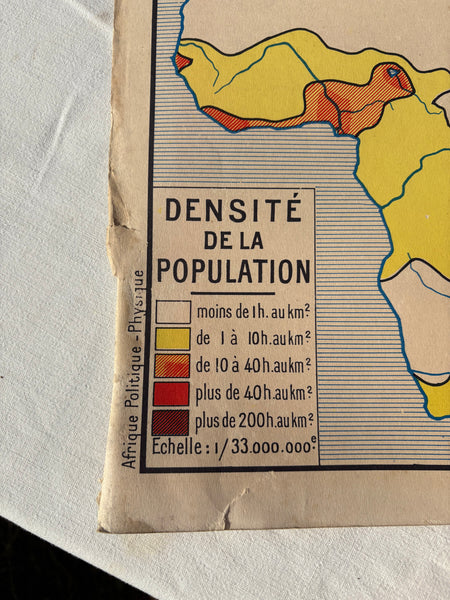 DENSITÉ
DE LA
POPULATION
moins de 1h. au km²
de 1 à 10h. au km²
de 10 à 40h. au km²
plus de 40h. au km²
plus de 200h. au km²
Echelle : 1/33.000.000e
Afrique Politique - Physique